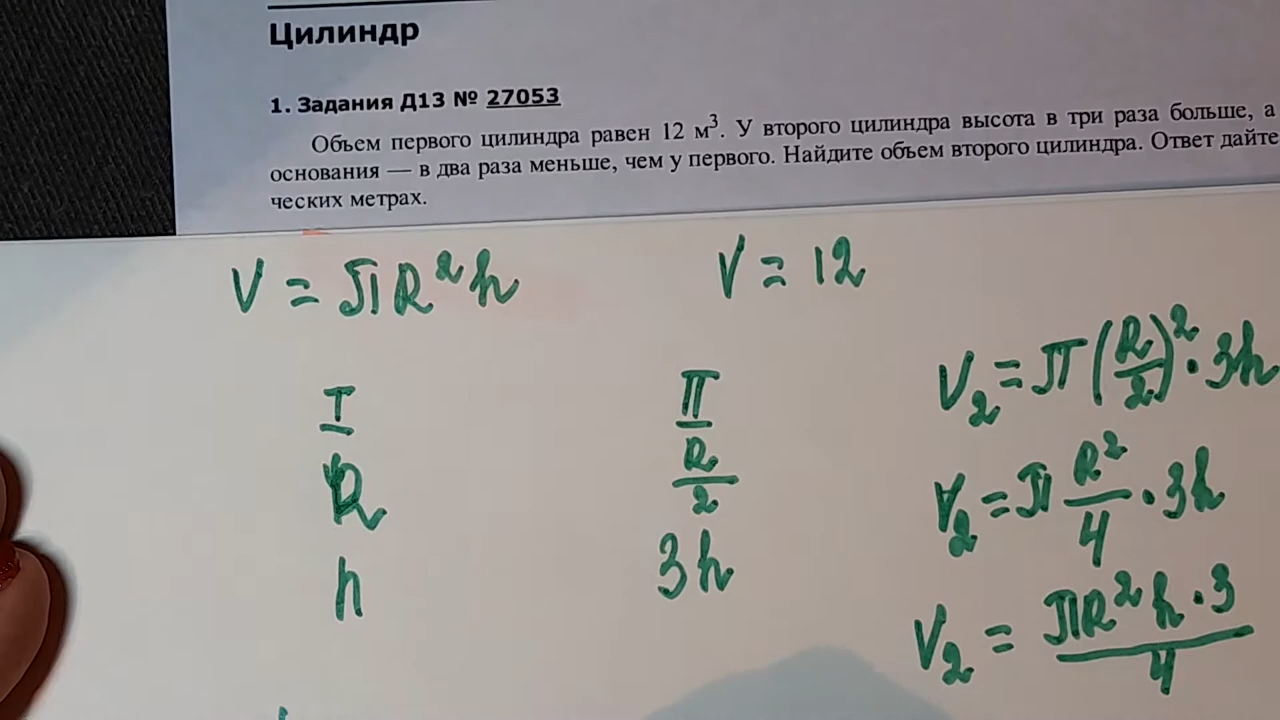 Цилиндр
1. Задания Д13 № 27053
Объем первого цилиндра равен 12 м³. У второго цилиндра высота в три раза больше, а
основания — в два раза меньше, чем у первого. Найдите объем второго цилиндра. Ответ дайте
ческих метрах.
V = πR²h
V = 12
I
R
h
II
R/2
3h
V₂ = π(R/2)² · 3h
V₂ = π R²/4 · 3h
V₂ = πR²h · 3/4